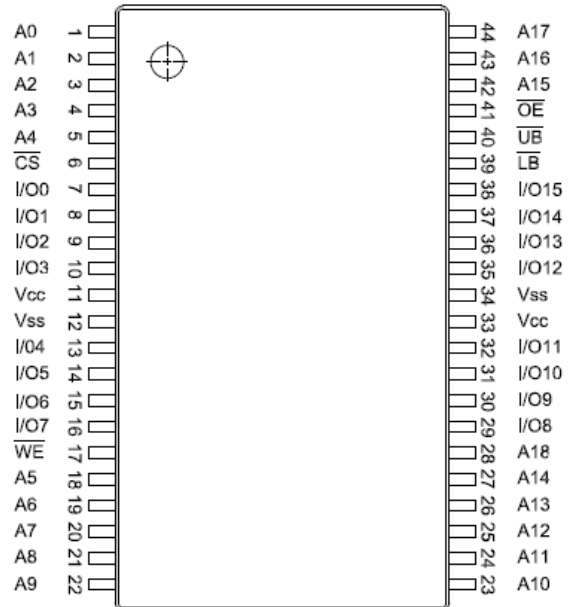 A0 1 44 A17
A1 2 43 A16
A2 3 42 A15
A3 4 41 OE
A4 5 40 UB
CS 6 39 LB
I/O0 7 38 I/O15
I/O1 8 37 I/O14
I/O2 9 36 I/O13
I/O3 10 35 I/O12
Vcc 11 34 Vss
Vss 12 33 Vcc
I/04 13 32 I/O11
I/O5 14 31 I/O10
I/O6 15 30 I/O9
I/O7 16 29 I/O8
WE 17 28 A18
A5 18 27 A14
A6 19 26 A13
A7 20 25 A12
A8 21 24 A11
A9 22 23 A10